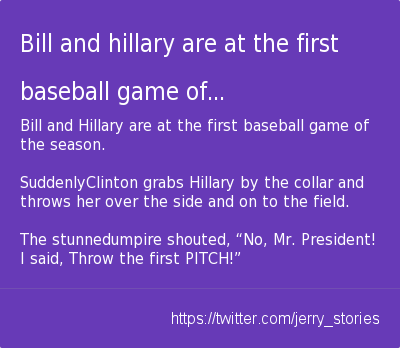 Bill and hillary are at the first
baseball game of...
Bill and Hillary are at the first baseball game of
the season.
SuddenlyClinton grabs Hillary by the collar and
throws her over the side and on to the field.
The stunnedumpire shouted, “No, Mr. President!
I said, Throw the first PITCH!”
https://twitter.com/jerry_stories